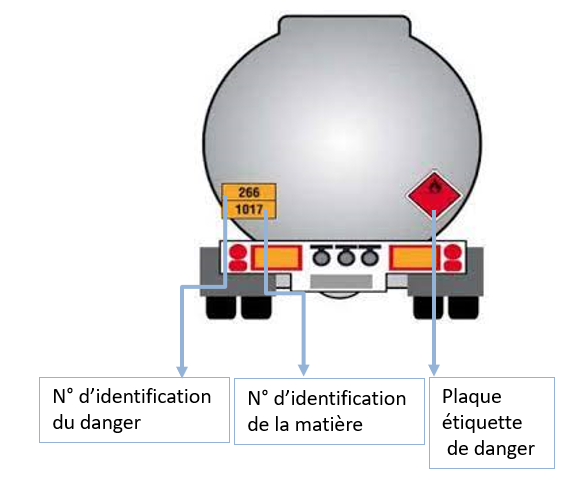 266
1017
N° d’identification
du danger
N° d’identification
de la matière
Plaque
étiquette
de danger